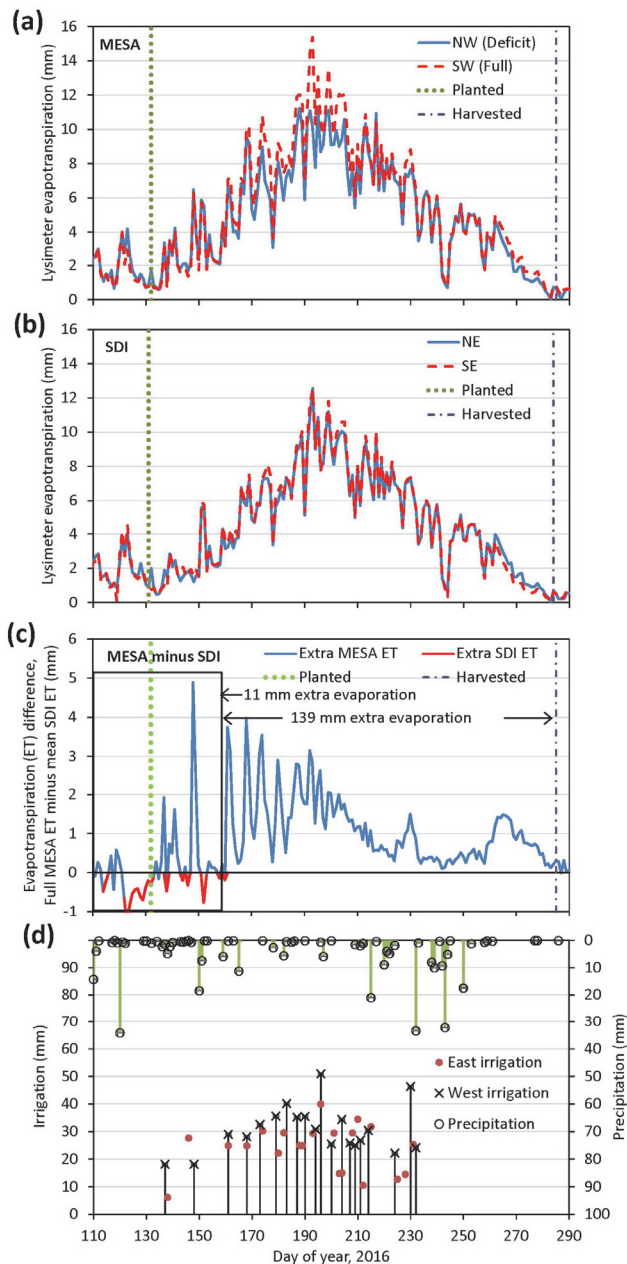 (a)
MESA
NW (Deficit)
SW (Full)
Planted
Harvested
Lysimeter evapotranspiration (mm)
16
14
12
10
8
6
4
2
0
(b)
SDI
NE
SE
Planted
Harvested
Lysimeter evapotranspiration (mm)
16
14
12
10
8
6
4
2
0
(c)
MESA minus SDI
Extra MESA ET
Extra SDI ET
Planted
Harvested
11 mm extra evaporation
139 mm extra evaporation
Evapotranspiration (ET) difference,
Full MESA ET minus mean SDI ET (mm)
6
5
4
3
2
1
0
-1
(d)
Irrigation (mm)
90
80
70
60
50
40
30
20
10
0
East irrigation
West irrigation
Precipitation
Precipitation (mm)
0
10
20
30
40
50
60
70
80
90
100
110 130 150 170 190 210 230 250 270 290
Day of year, 2016